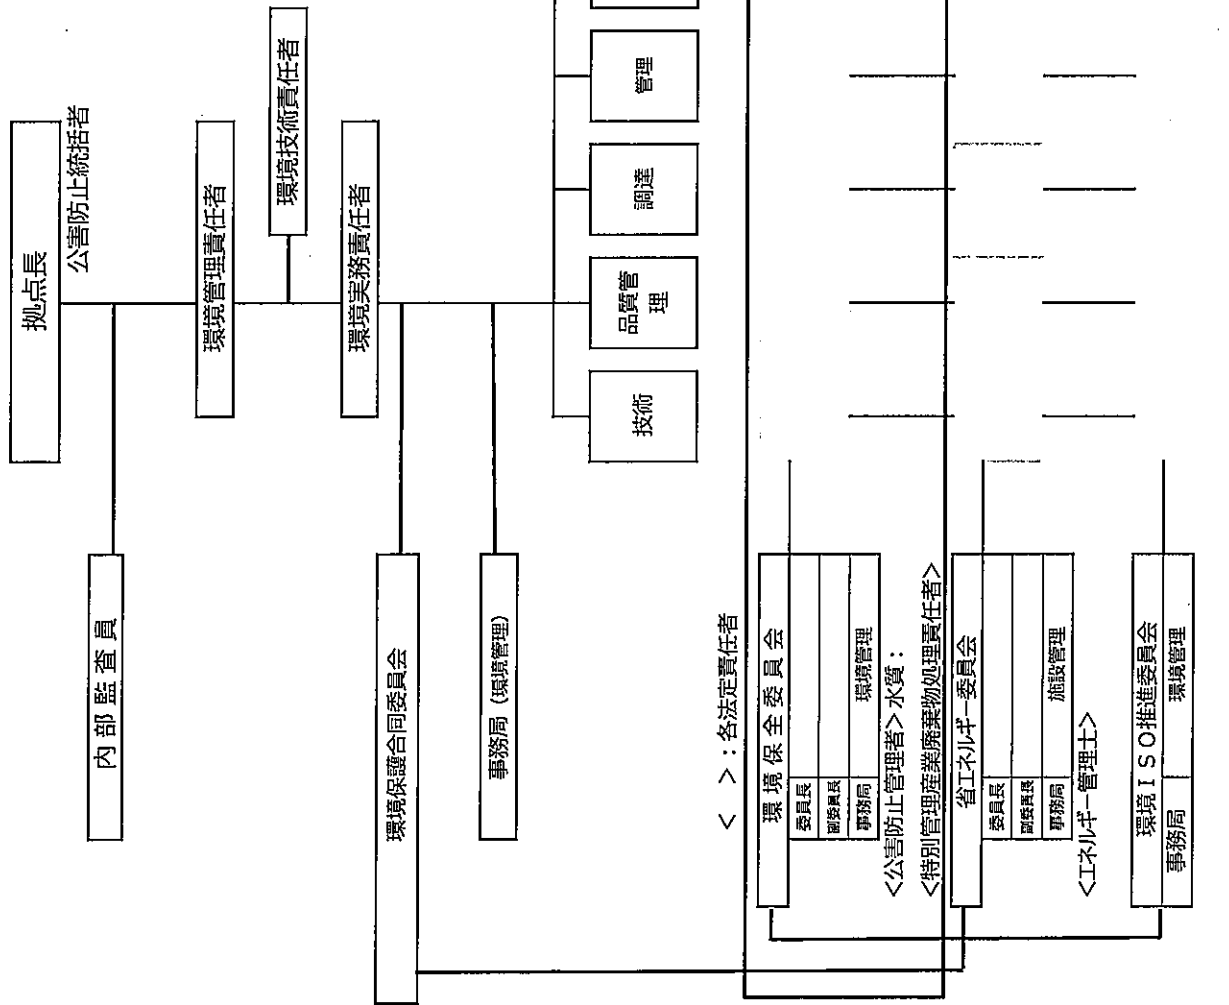 拠点長
公害防止統括者
内部監査員
環境管理責任者
環境技術責任者
環境実務責任者
環境保護合同委員会
事務局（環境管理）
技術
品質管
理
調達
管理
＜　＞：各法定責任者
環境保全委員会
委員長
副委員長
事務局　環境管理
＜公害防止管理者＞水質：
＜特別管理産業廃棄物処理責任者＞
省エネルギー委員会
委員長
副委員長
事務局　施設管理
＜エネルギー管理士＞
環境ＩＳＯ推進委員会
事務局　環境管理